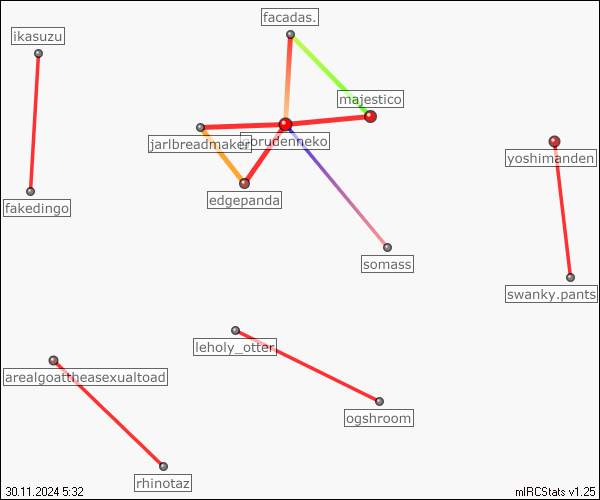 facadas.
ikasuzu
majestico
jarlbreadmaker
gorudenneko
yoshimanden
edgepanda
fakedingo
somass
swanky.pants
leholy_otter
arealgoattheasexualtoad
ogshroom
rhinotaz
30.11.2024 5:32
mIRCStats v1.25